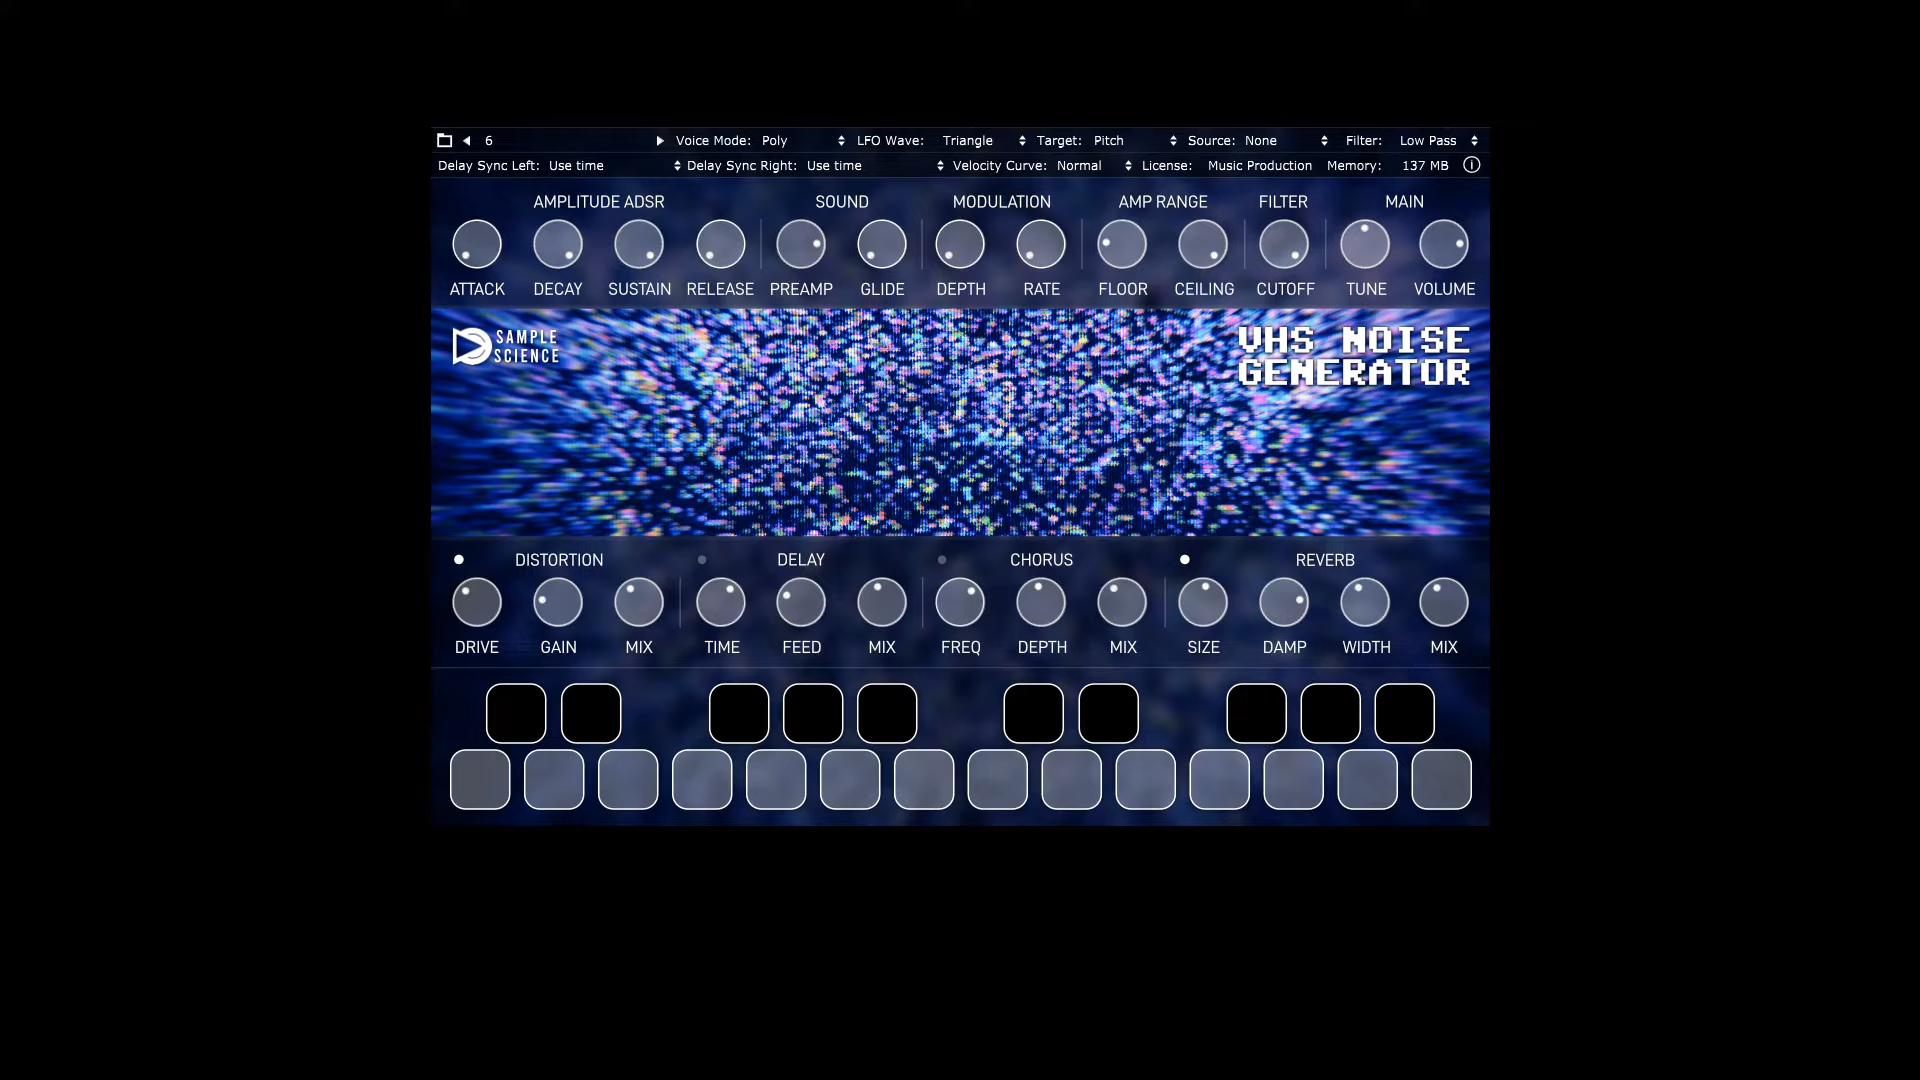 6 Voice Mode: Poly LFO Wave: Triangle Target: Pitch Source: None Filter: Low Pass
Delay Sync Left: Use time Delay Sync Right: Use time Velocity Curve: Normal License: Music Production Memory: 137 MB
AMPLITUDE ADSR SOUND MODULATION AMP RANGE FILTER MAIN
ATTACK DECAY SUSTAIN RELEASE PREAMP GLIDE DEPTH RATE FLOOR CEILING CUTOFF TUNE VOLUME
SAMPLE
SCIENCE
VHS NOISE
GENERATOR
DISTORTION DELAY CHORUS REVERB
DRIVE GAIN MIX TIME FEED MIX FREQ DEPTH MIX SIZE DAMP WIDTH MIX